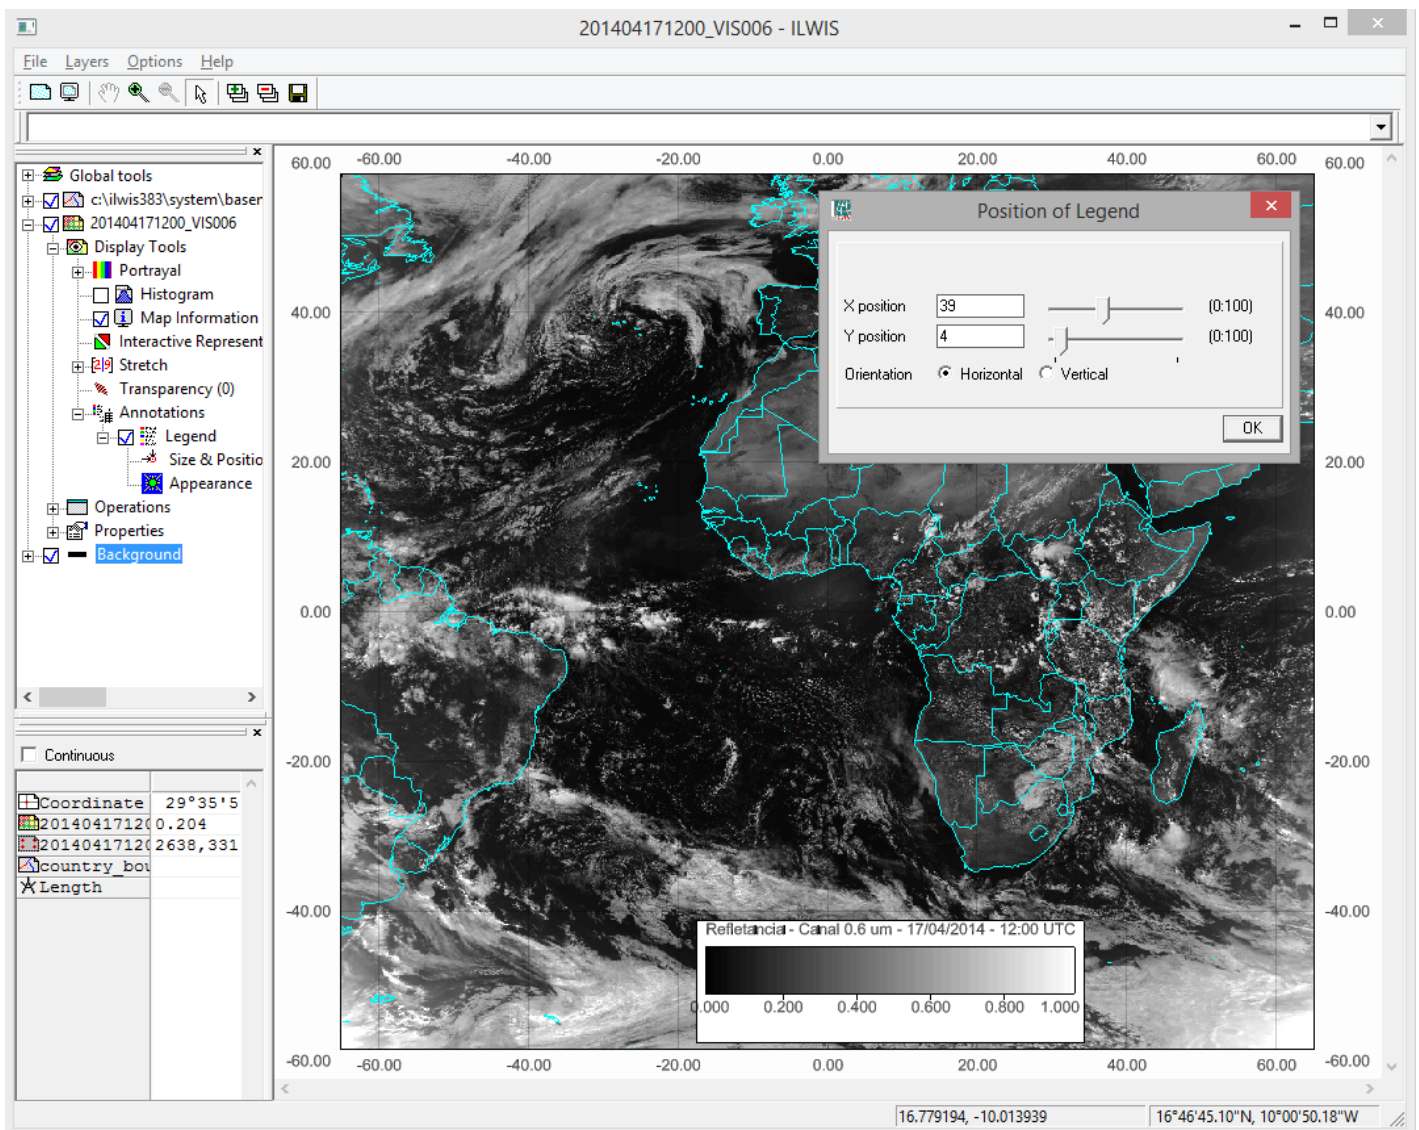 201404171200_VIS006 - ILWIS
File Layers Options Help
Global tools
c:\ilwis383\system\baser
201404171200_VIS006
Display Tools
Portrayal
Histogram
Map Information
Interactive Represent
Stretch
Transparency (0)
Annotations
Legend
Size & Positio
Appearance
Operations
Properties
Background
Continuous
Coordinate 29°35'5
20140417120 0.204
20140417120 2638,331
country_bou
Length
60.00 -60.00 -40.00 -20.00 0.00 20.00 40.00 60.00 60.00
40.00 40.00
20.00 20.00
0.00 0.00
-20.00 -20.00
-40.00 -40.00
-60.00 -60.00 -40.00 -20.00 0.00 20.00 40.00 60.00 -60.00
Position of Legend
X position 39 (0:100)
Y position 4 (0:100)
Orientation Horizontal Vertical
OK
Refletancia - Canal 0.6 um - 17/04/2014 - 12:00 UTC
0.000 0.200 0.400 0.600 0.800 1.000
16.779194, -10.013939 16°46'45.10"N, 10°00'50.18"W